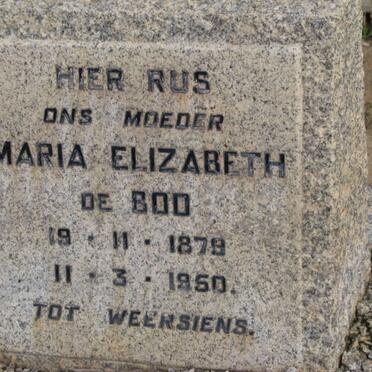 HIER RUS
ONS MOEDER
MARIA ELIZABETH
DE BOD
19 · 11 · 1879
11 · 3 · 1950.
TOT WEERSIENS.